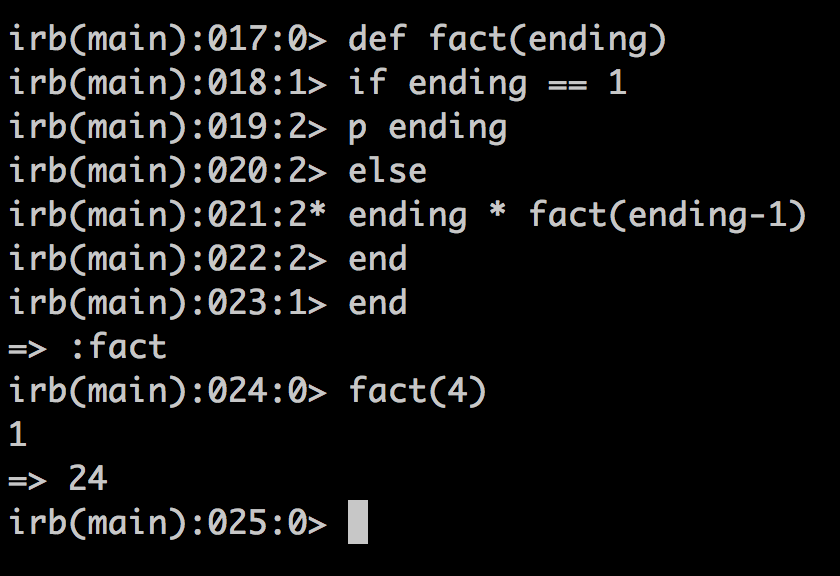 irb(main):017:0> def fact(ending)
irb(main):018:1> if ending == 1
irb(main):019:2> p ending
irb(main):020:2> else
irb(main):021:2* ending * fact(ending-1)
irb(main):022:2> end
irb(main):023:1> end
=> :fact
irb(main):024:0> fact(4)
1
=> 24
irb(main):025:0>